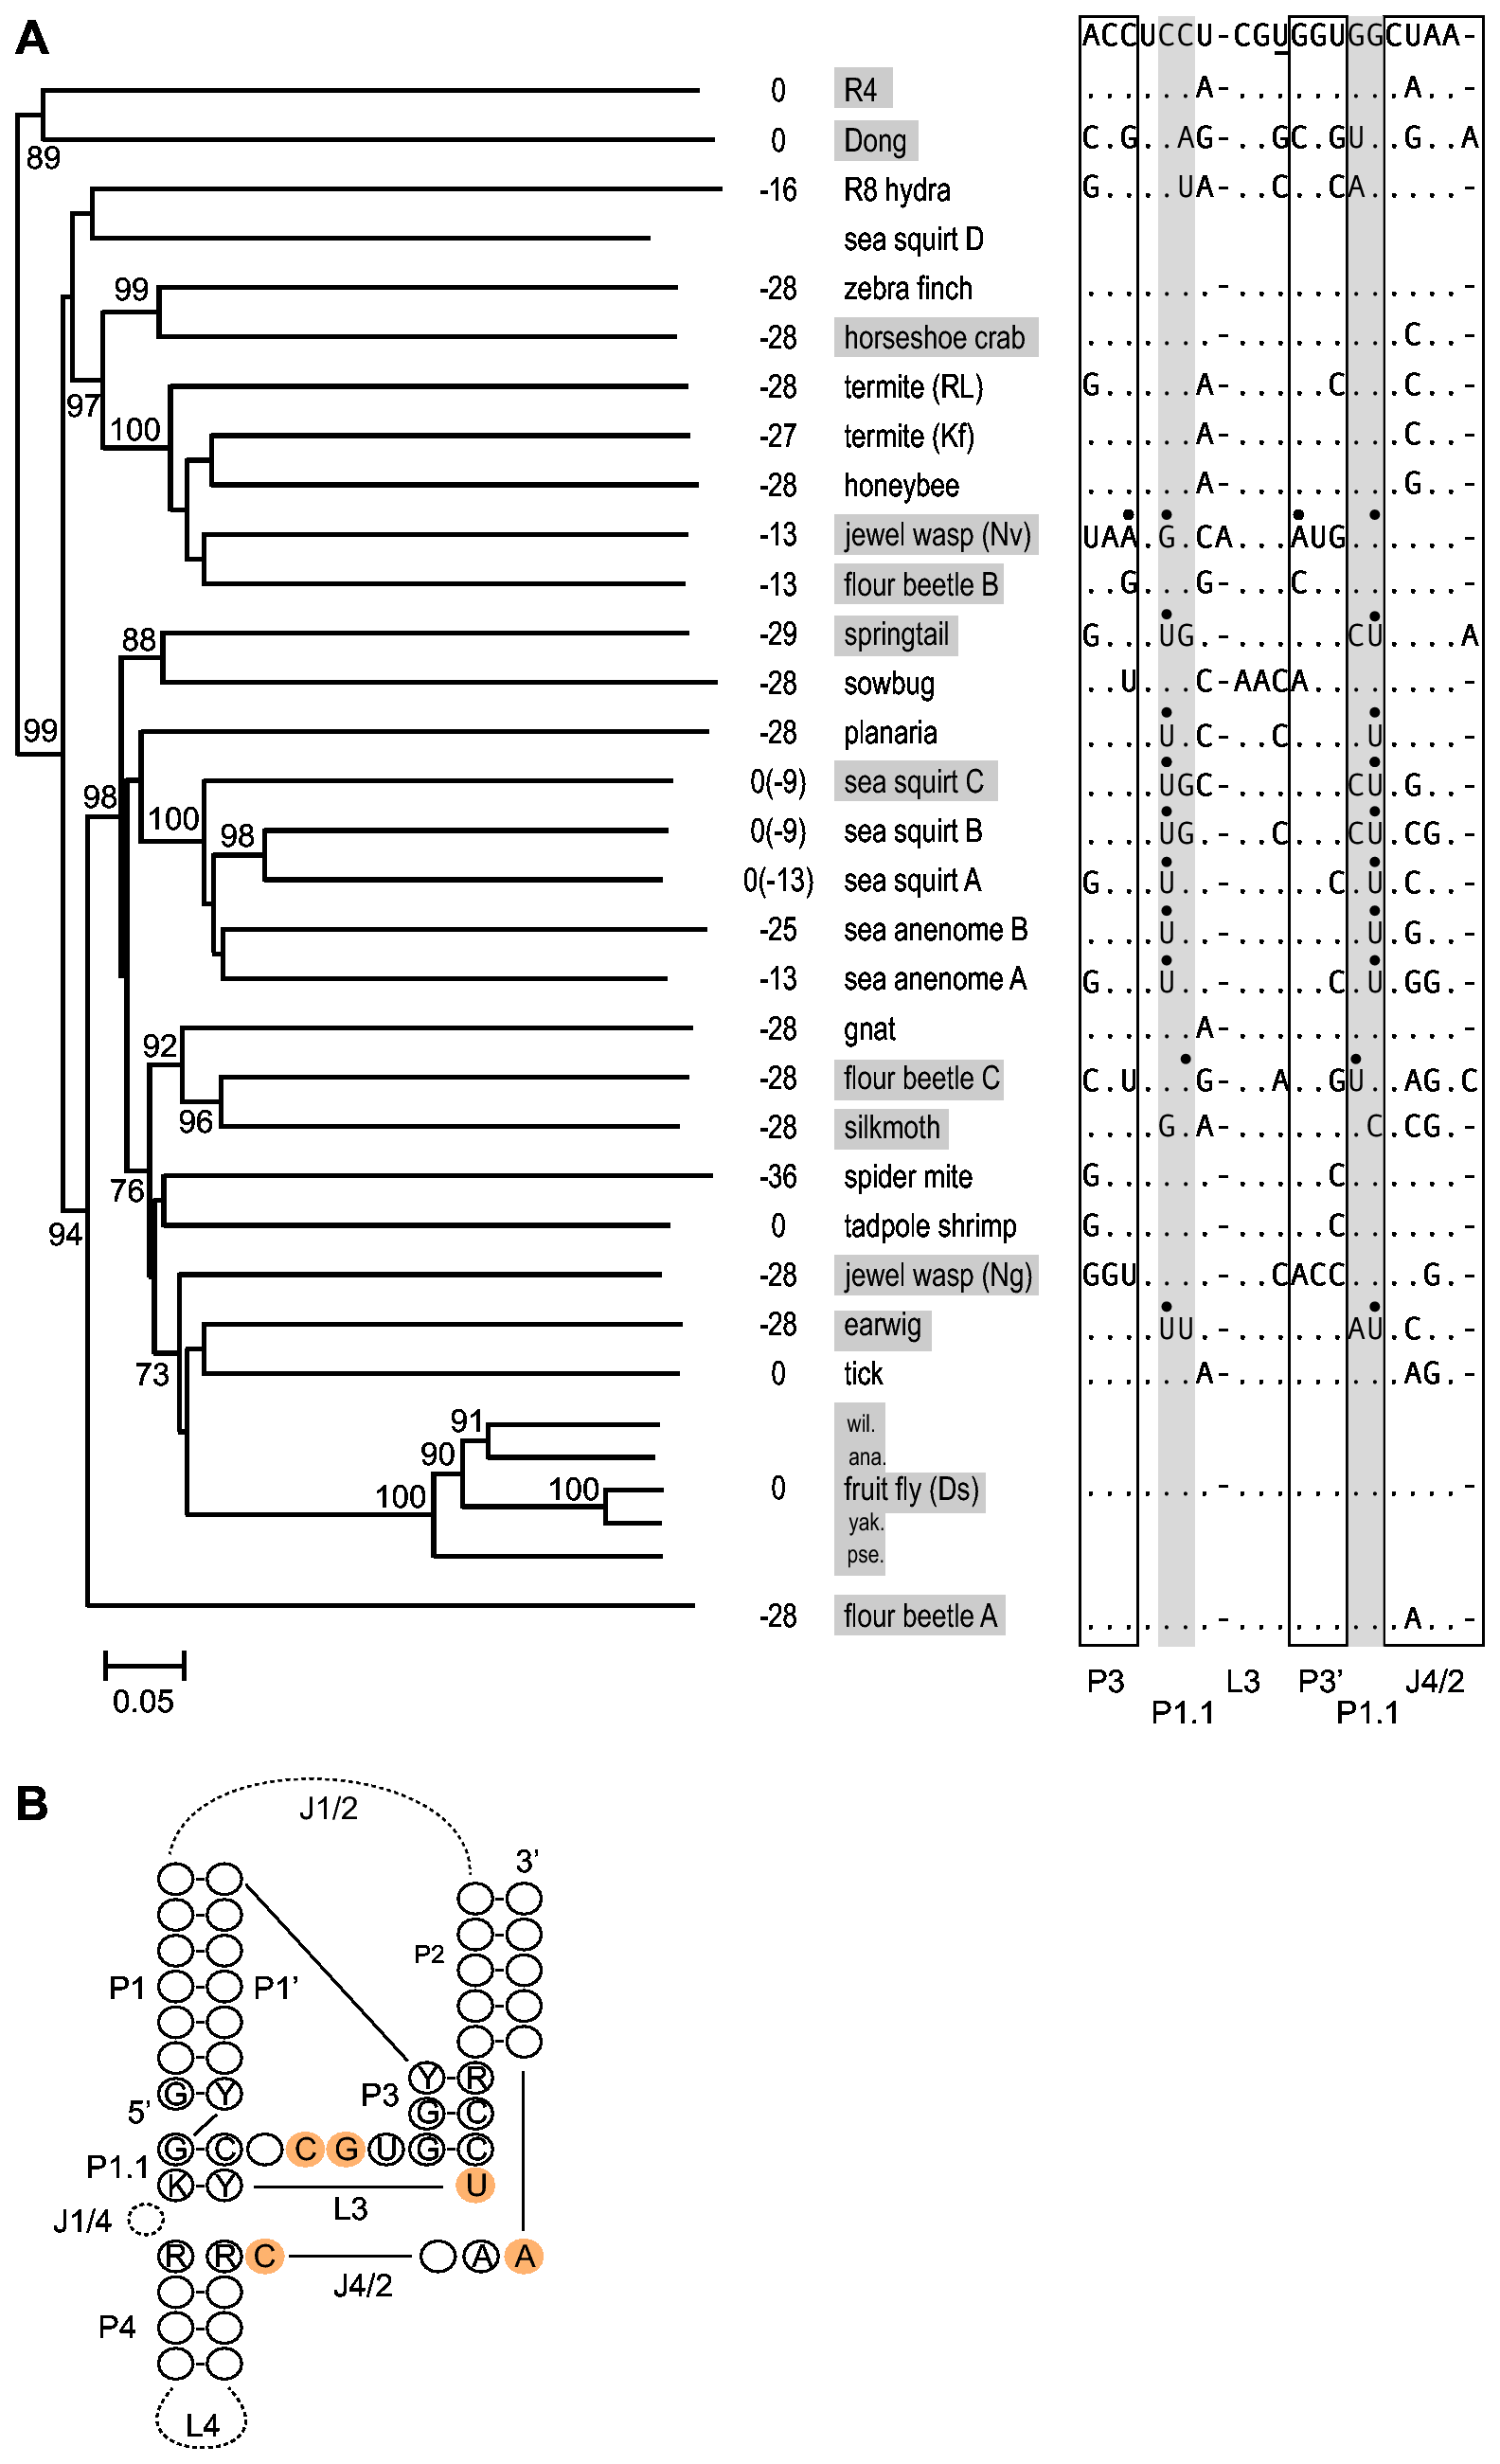 A
ACCUCCU-CGUGGUGGCUAA-
89
0 R4 ......A-.........A..-
0 Dong C.G..AG-..GC.GU..G..A
-16 R8 hydra G....UA-..C..CA.....-
sea squirt D
99
-28 zebra finch .......-............-
-28 horseshoe crab .......-.........C..-
97
100
-28 termite (RL) G.....A-.....C...C..-
-27 termite (Kf) ......A-.........C..-
-28 honeybee ......A-.........G..-
-13 jewel wasp (Nv) UAA.G.CA...AUG......-
-13 flour beetle B ..G...G-...C........-
99
98
88
-29 springtail G...UG.-......CU....A
-28 sowbug ..U...C-AACA........-
-28 planaria ....U.C-..C....U....-
100
0(-9) sea squirt C ....UGC-......CU.G..-
98
0(-9) sea squirt B ....UG.-..C...CU.CG.-
0(-13) sea squirt A G...U..-.....C.U.C..-
-25 sea anenome B ....U..-.......U.G..-
-13 sea anenome A G...U..-.....C.U.GG.-
92
-28 gnat ......A-............-
96
-28 flour beetle C C.U...G-..A..GU..AG.C
-28 silkmoth ....G.A-.......C.CG.-
94
76
-36 spider mite G......-.....C......-
0 tadpole shrimp G......-.....C......-
-28 jewel wasp (Ng) GGU....-..CACC....G.-
73
-28 earwig ....UU.-......AU.C..-
0 tick ......A-.........AG.-
100
90
91
wil.
ana.
100
0 fruit fly (Ds) .......-............-
yak.
pse.
-28 flour beetle A .......-.........A..-
0.05
P3 L3 P3’ J4/2
P1.1 P1.1
B
J1/2
3’
P2
P1 P1’
Y R
P3
G Y
5’
G C
G C C G U G C
P1.1
K Y U
L3
J1/4
R R C A A
J4/2
P4
L4